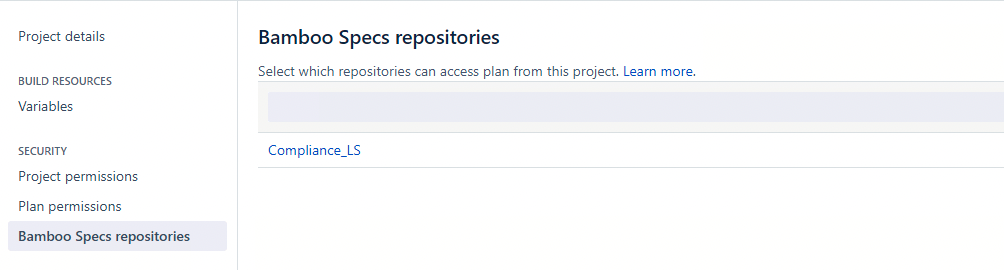 Project details
BUILD RESOURCES
Variables
SECURITY
Project permissions
Plan permissions
Bamboo Specs repositories
Bamboo Specs repositories
Select which repositories can access plan from this project. Learn more.
Compliance_LS